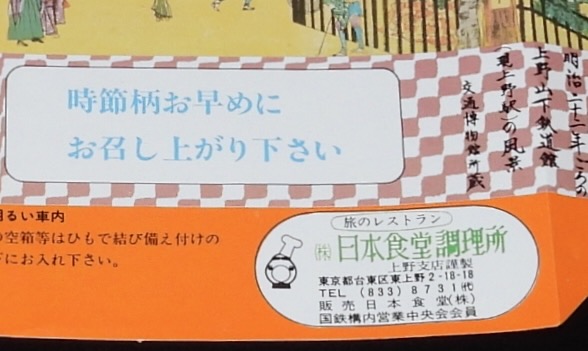 明治二十二年ごろの
上野山下鉄道館
(現上野駅)の風景
交通博物館所蔵
時節柄お早めに
お召し上がり下さい
明るい車内
の空箱等はひもで結び備え付けの
下にお入れ下さい。
旅のレストラン
㈱日本食堂調理所
上野支店謹製
東京都台東区東上野2-18-18
TEL (833) 8731㈹
販売 日本食堂(株)
国鉄構内営業中央会会員